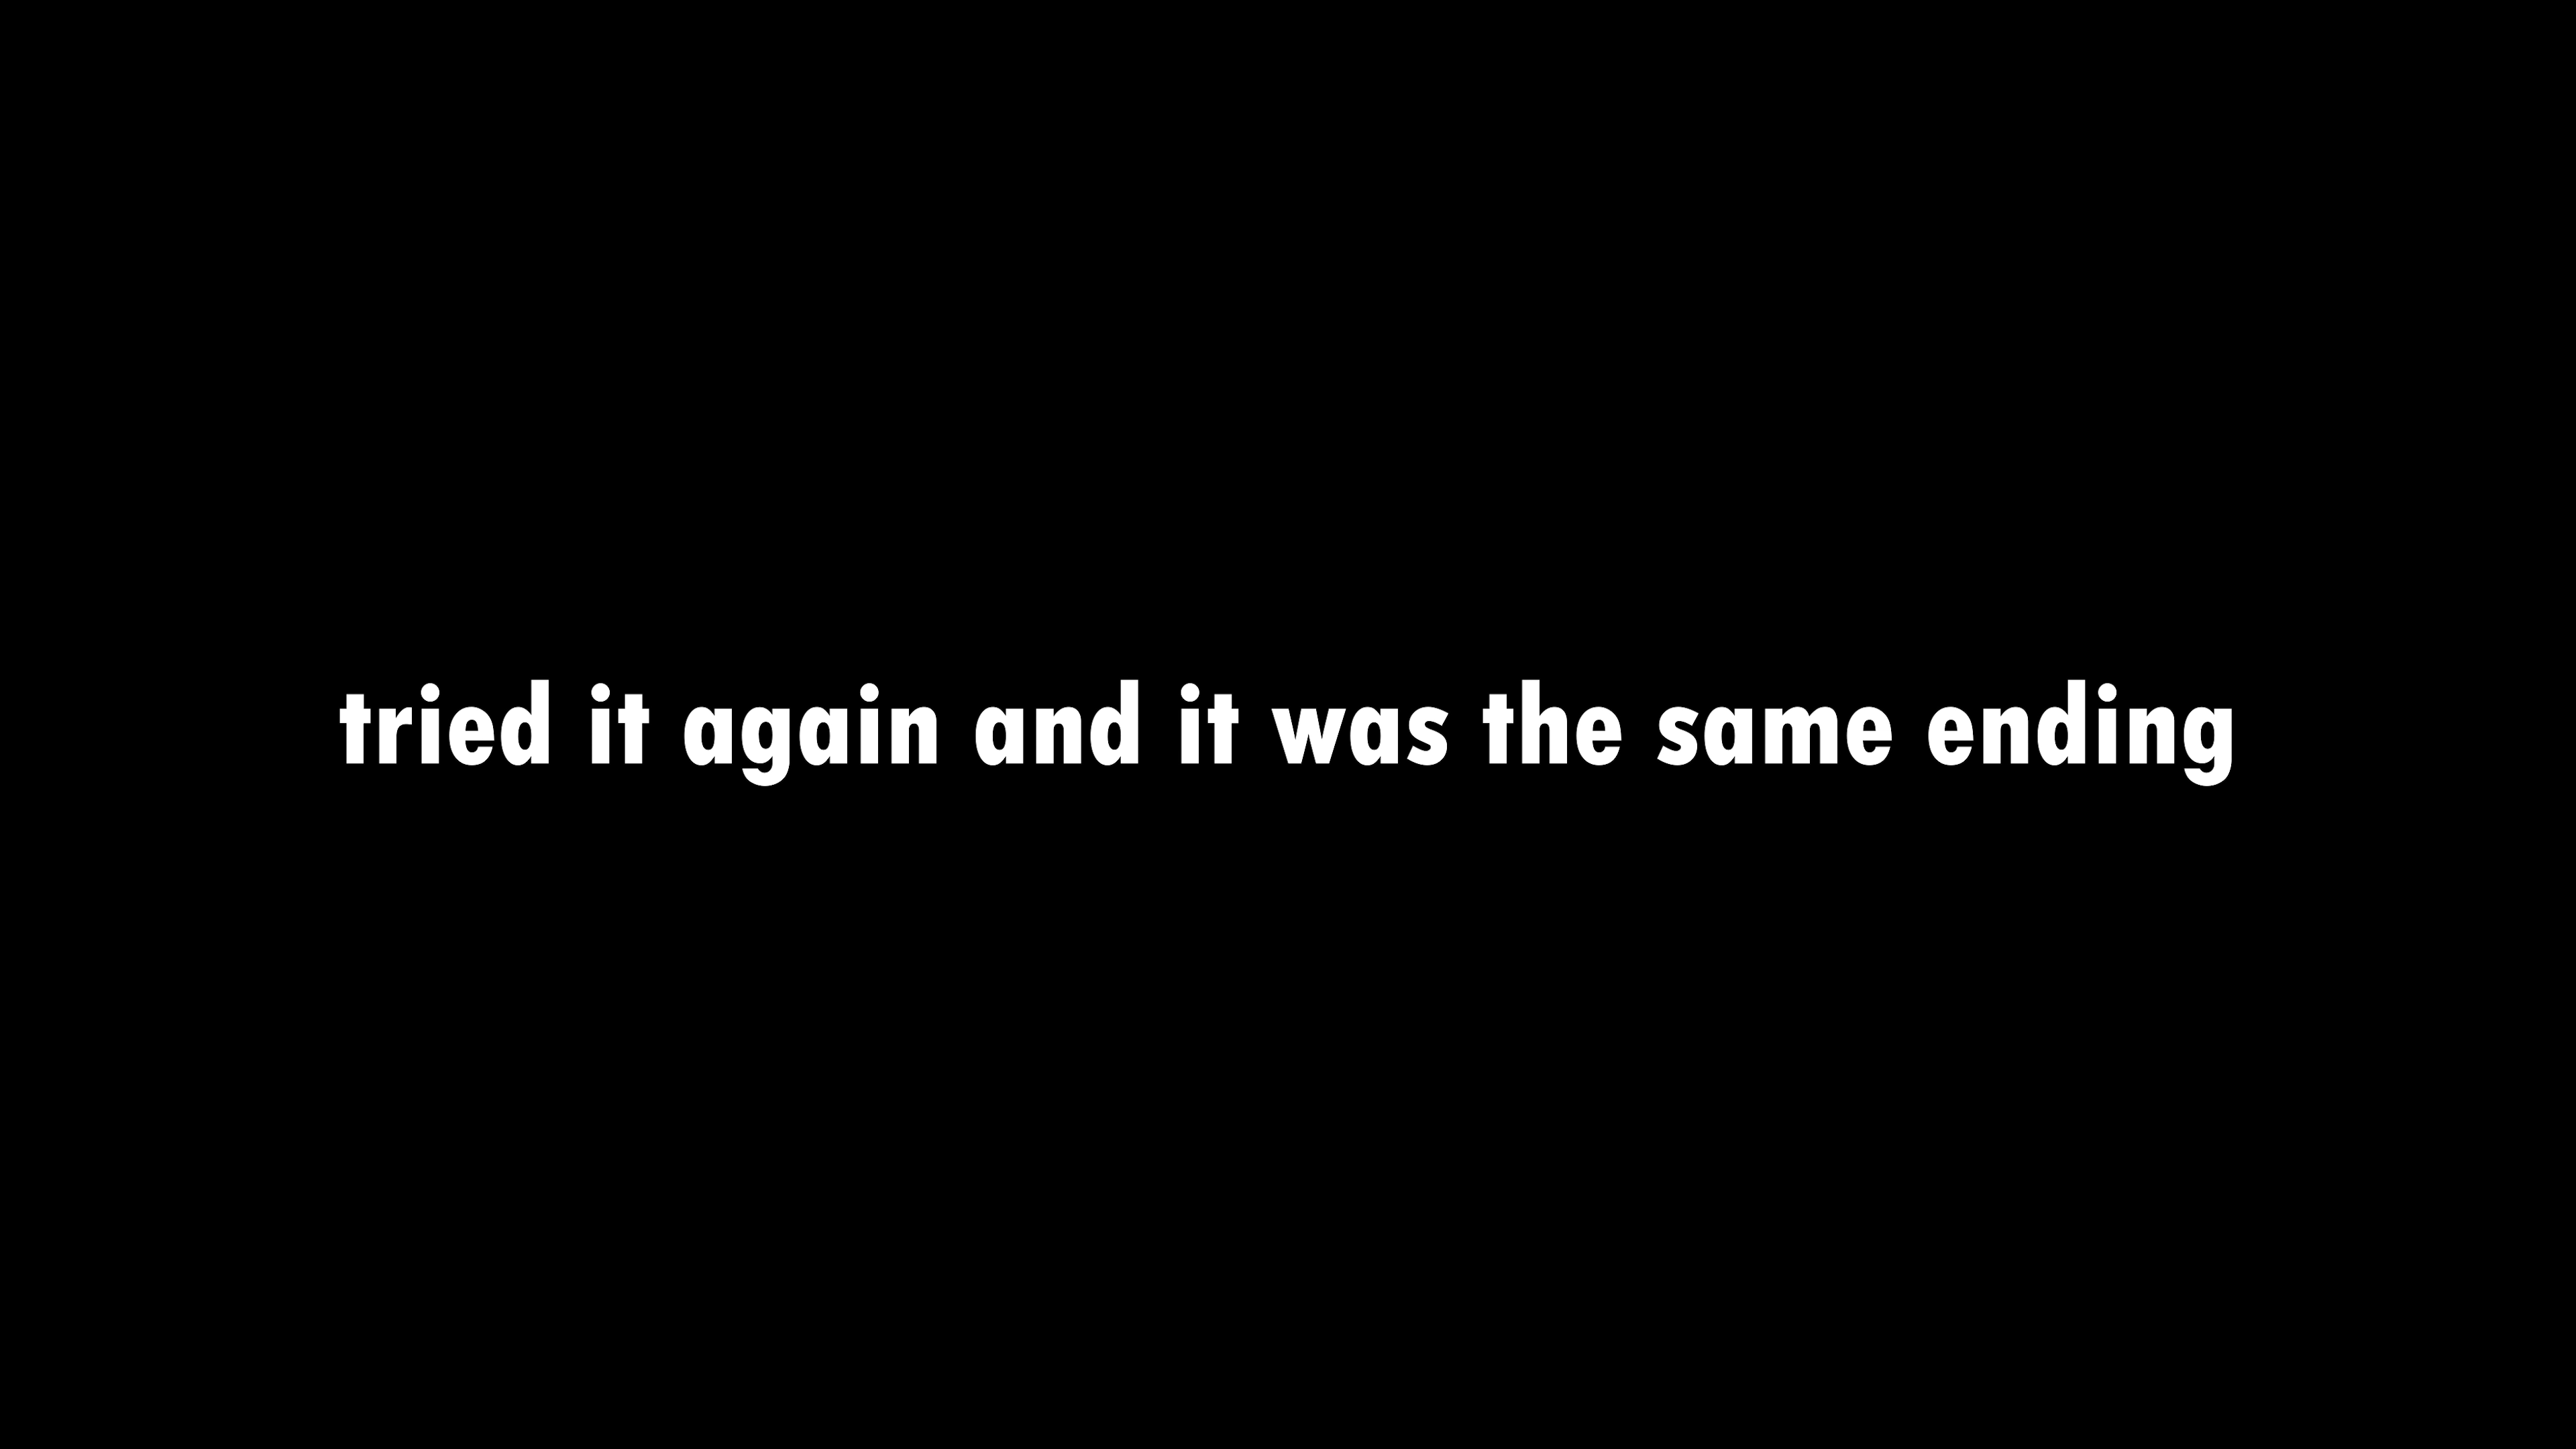 tried it again and it was the same ending